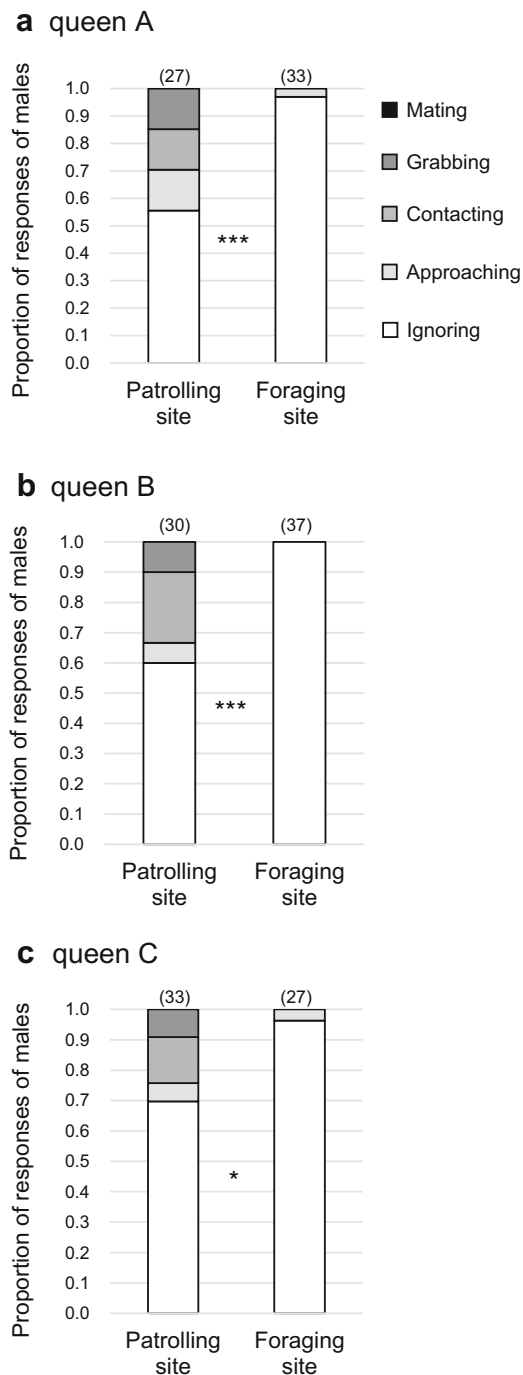 a queen A
Proportion of responses of males
1.0
0.9
0.8
0.7
0.6
0.5
0.4
0.3
0.2
0.1
0.0
(27)
(33)
***
Patrolling
site
Foraging
site
Mating
Grabbing
Contacting
Approaching
Ignoring
b queen B
Proportion of responses of males
1.0
0.9
0.8
0.7
0.6
0.5
0.4
0.3
0.2
0.1
0.0
(30)
(37)
***
Patrolling
site
Foraging
site
c queen C
Proportion of responses of males
1.0
0.9
0.8
0.7
0.6
0.5
0.4
0.3
0.2
0.1
0.0
(33)
(27)
*
Patrolling
site
Foraging
site